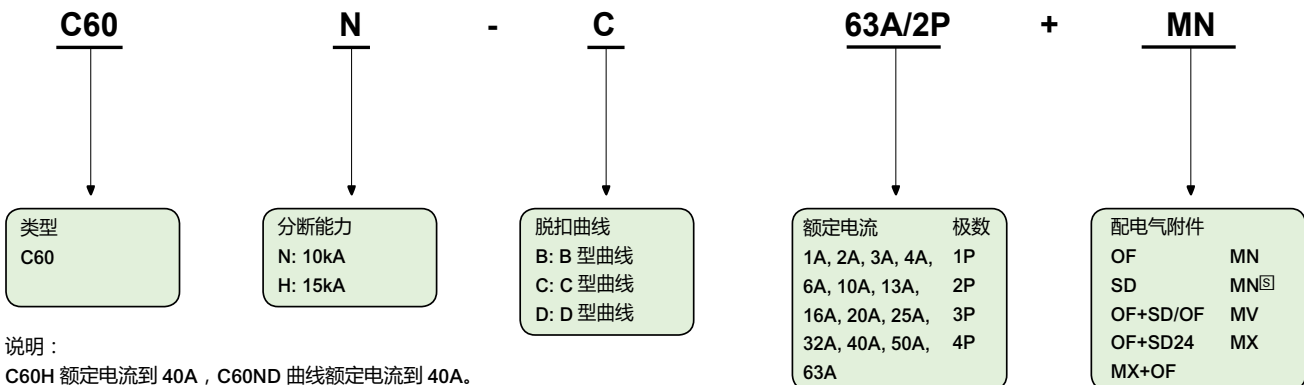 C60 N - C 63A/2P + MN
类型
C60
分断能力
N: 10kA
H: 15kA
脱扣曲线
B: B 型曲线
C: C 型曲线
D: D 型曲线
额定电流 极数
1A, 2A, 3A, 4A, 1P
6A, 10A, 13A, 2P
16A, 20A, 25A, 3P
32A, 40A, 50A, 4P
63A
配电气附件
OF MN
SD MN🅂
OF+SD/OF MV
OF+SD24 MX
MX+OF
说明：
C60H 额定电流到 40A，C60ND 曲线额定电流到 40A。